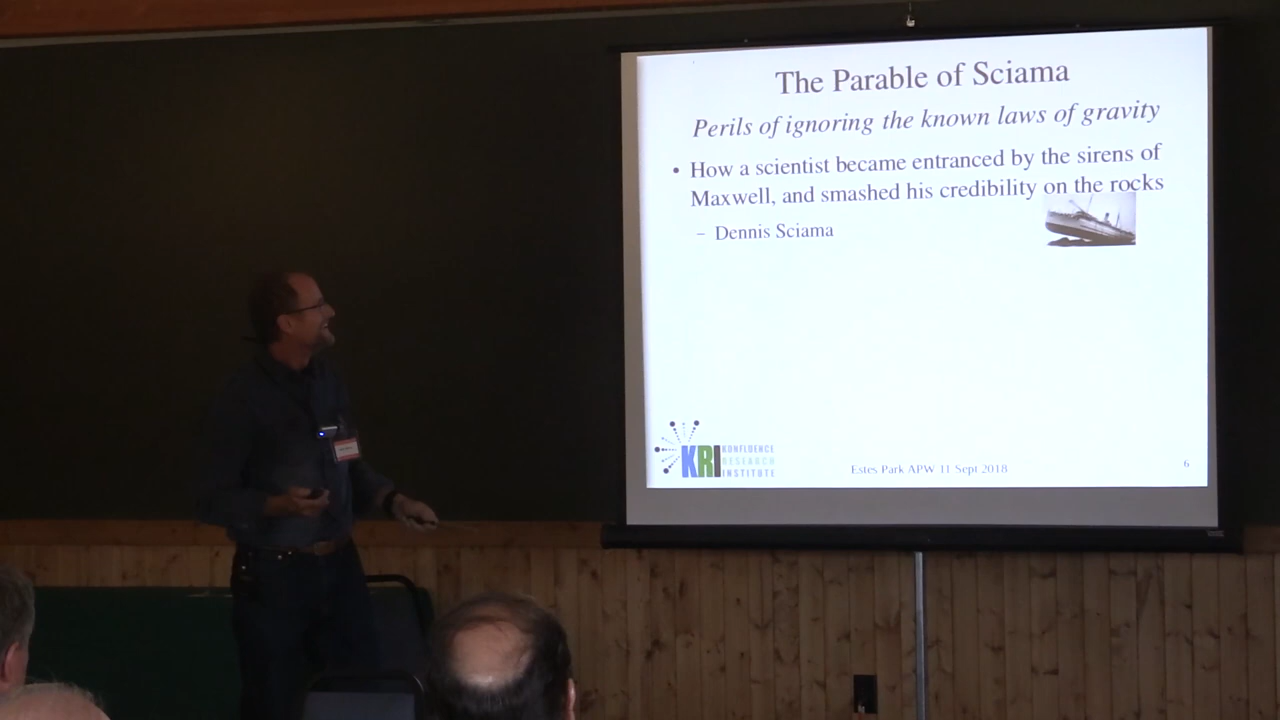 The Parable of Sciama
Perils of ignoring the known laws of gravity
• How a scientist became entranced by the sirens of
Maxwell, and smashed his credibility on the rocks
– Dennis Sciama
KRI KONFLUENCE
RESEARCH
INSTITUTE
Estes Park APW 11 Sept 2018
6